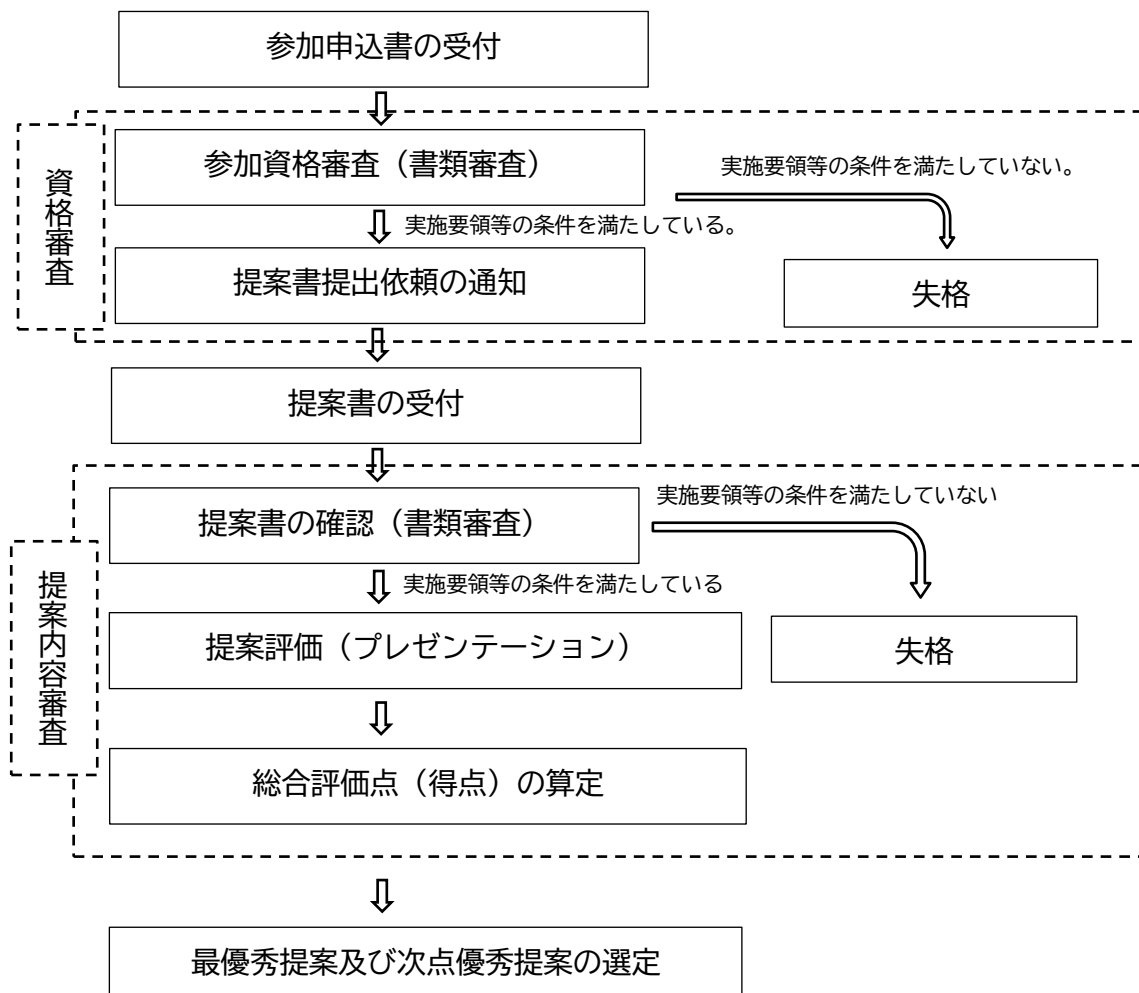 参加申込書の受付
資格審査
参加資格審査（書類審査）
実施要領等の条件を満たしていない。
実施要領等の条件を満たしている。
提案書提出依頼の通知
失格
提案書の受付
提案内容審査
提案書の確認（書類審査）
実施要領等の条件を満たしていない
実施要領等の条件を満たしている
提案評価（プレゼンテーション）
失格
総合評価点（得点）の算定
最優秀提案及び次点優秀提案の選定